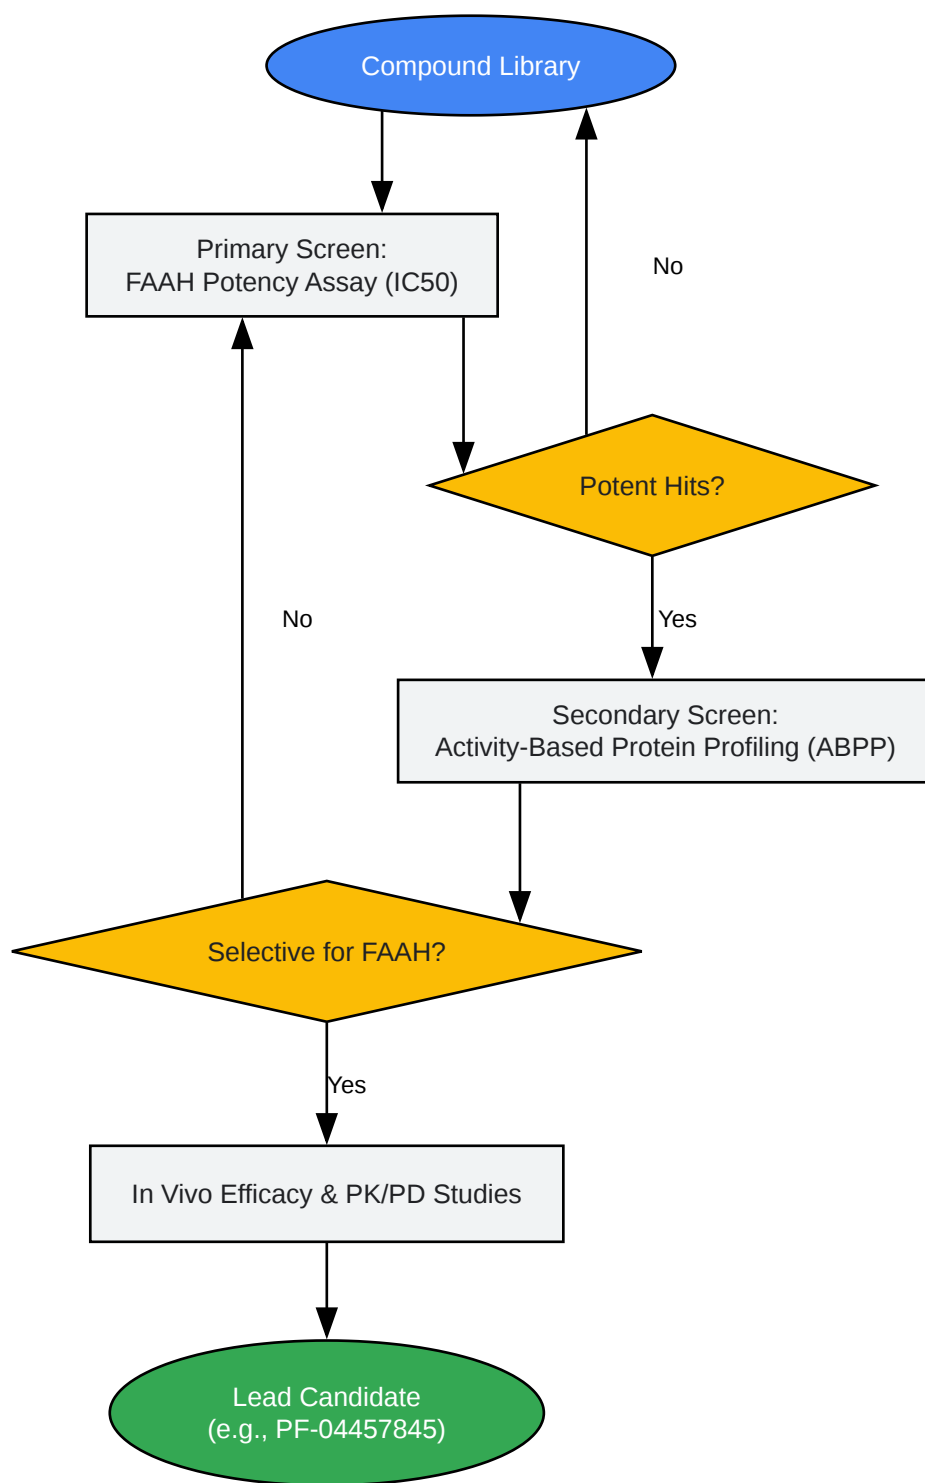 Compound Library
Primary Screen:
FAAH Potency Assay (IC50)
No
Potent Hits?
No
Yes
Secondary Screen:
Activity-Based Protein Profiling (ABPP)
Selective for FAAH?
Yes
In Vivo Efficacy & PK/PD Studies
Lead Candidate
(e.g., PF-04457845)